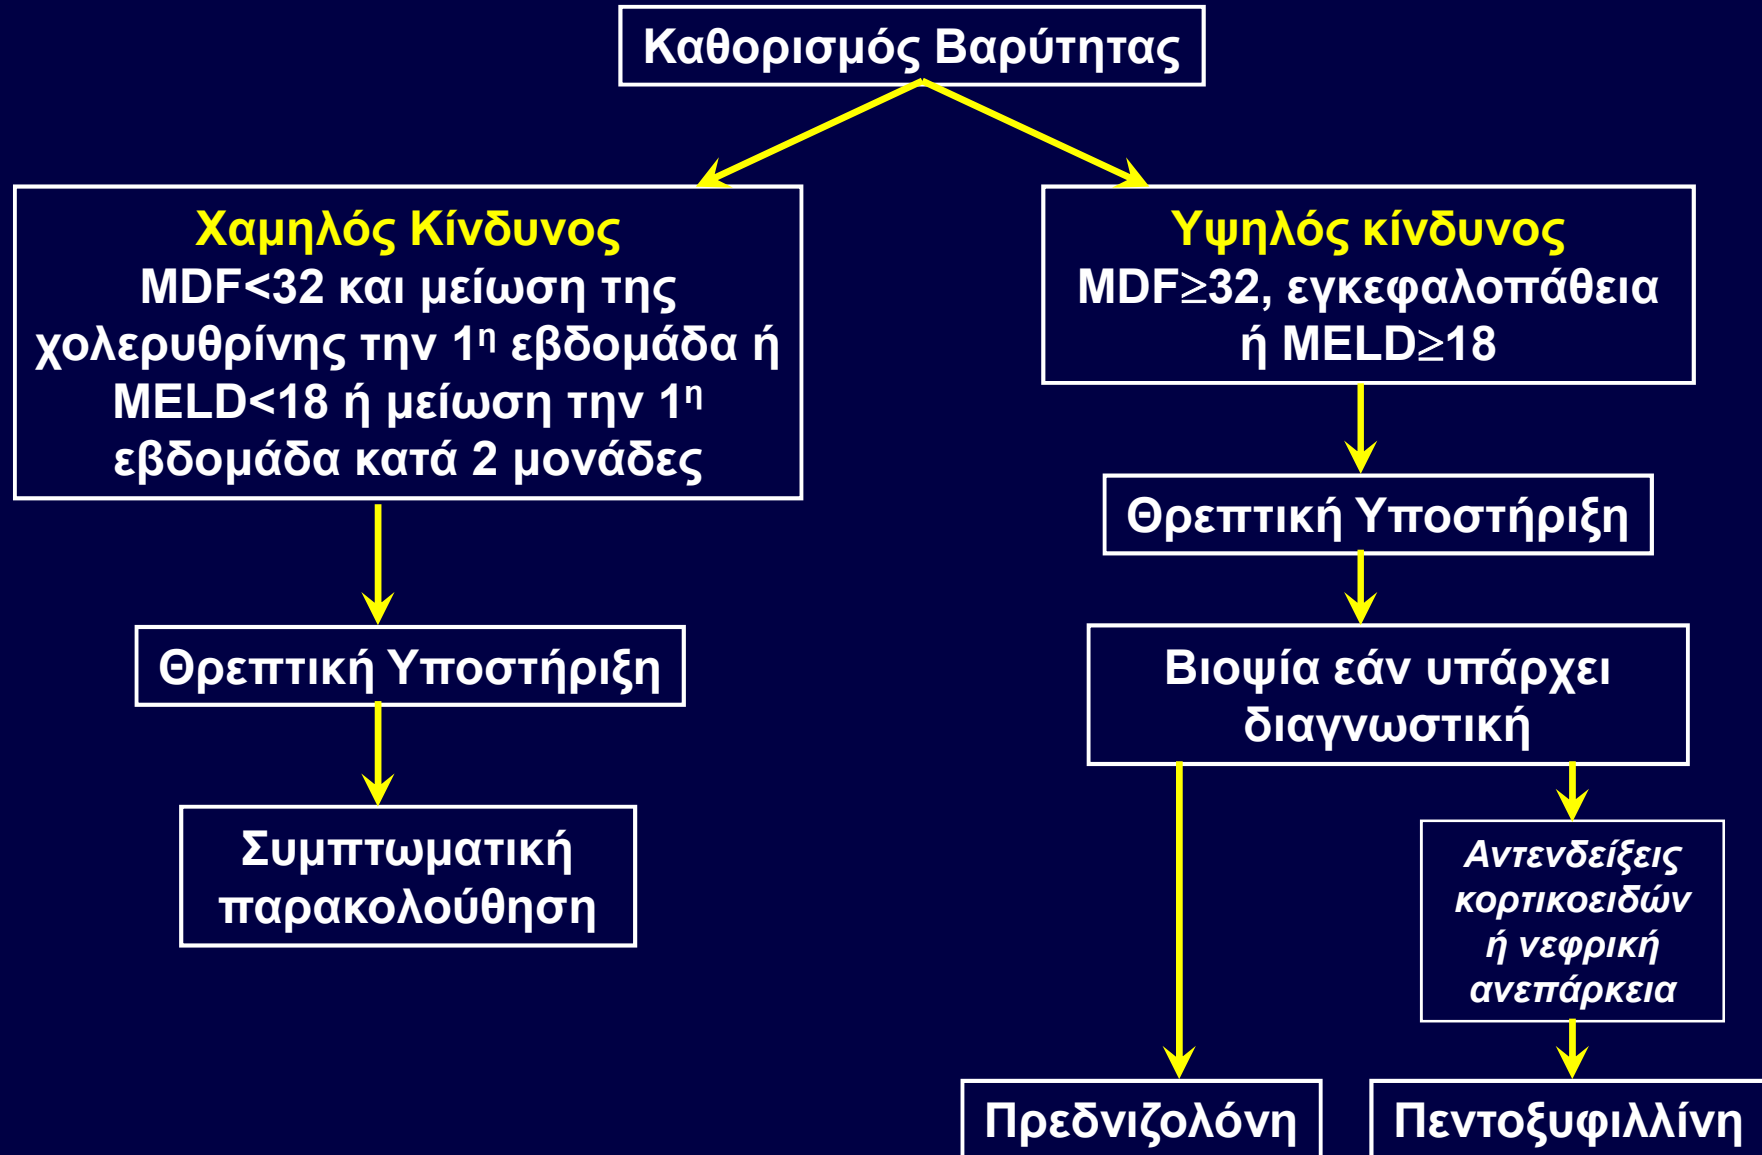 Καθορισμός Βαρύτητας
Χαμηλός Κίνδυνος
MDF<32 και μείωση της
χολερυθρίνης την 1η εβδομάδα ή
MELD<18 ή μείωση την 1η
εβδομάδα κατά 2 μονάδες
Θρεπτική Υποστήριξη
Συμπτωματική
παρακολούθηση
Υψηλός κίνδυνος
MDF≥32, εγκεφαλοπάθεια
ή MELD≥18
Θρεπτική Υποστήριξη
Βιοψία εάν υπάρχει
διαγνωστική
Αντενδείξεις
κορτικοειδών
ή νεφρική
ανεπάρκεια
Πρεδνιζολόνη
Πεντοξυφιλλίνη